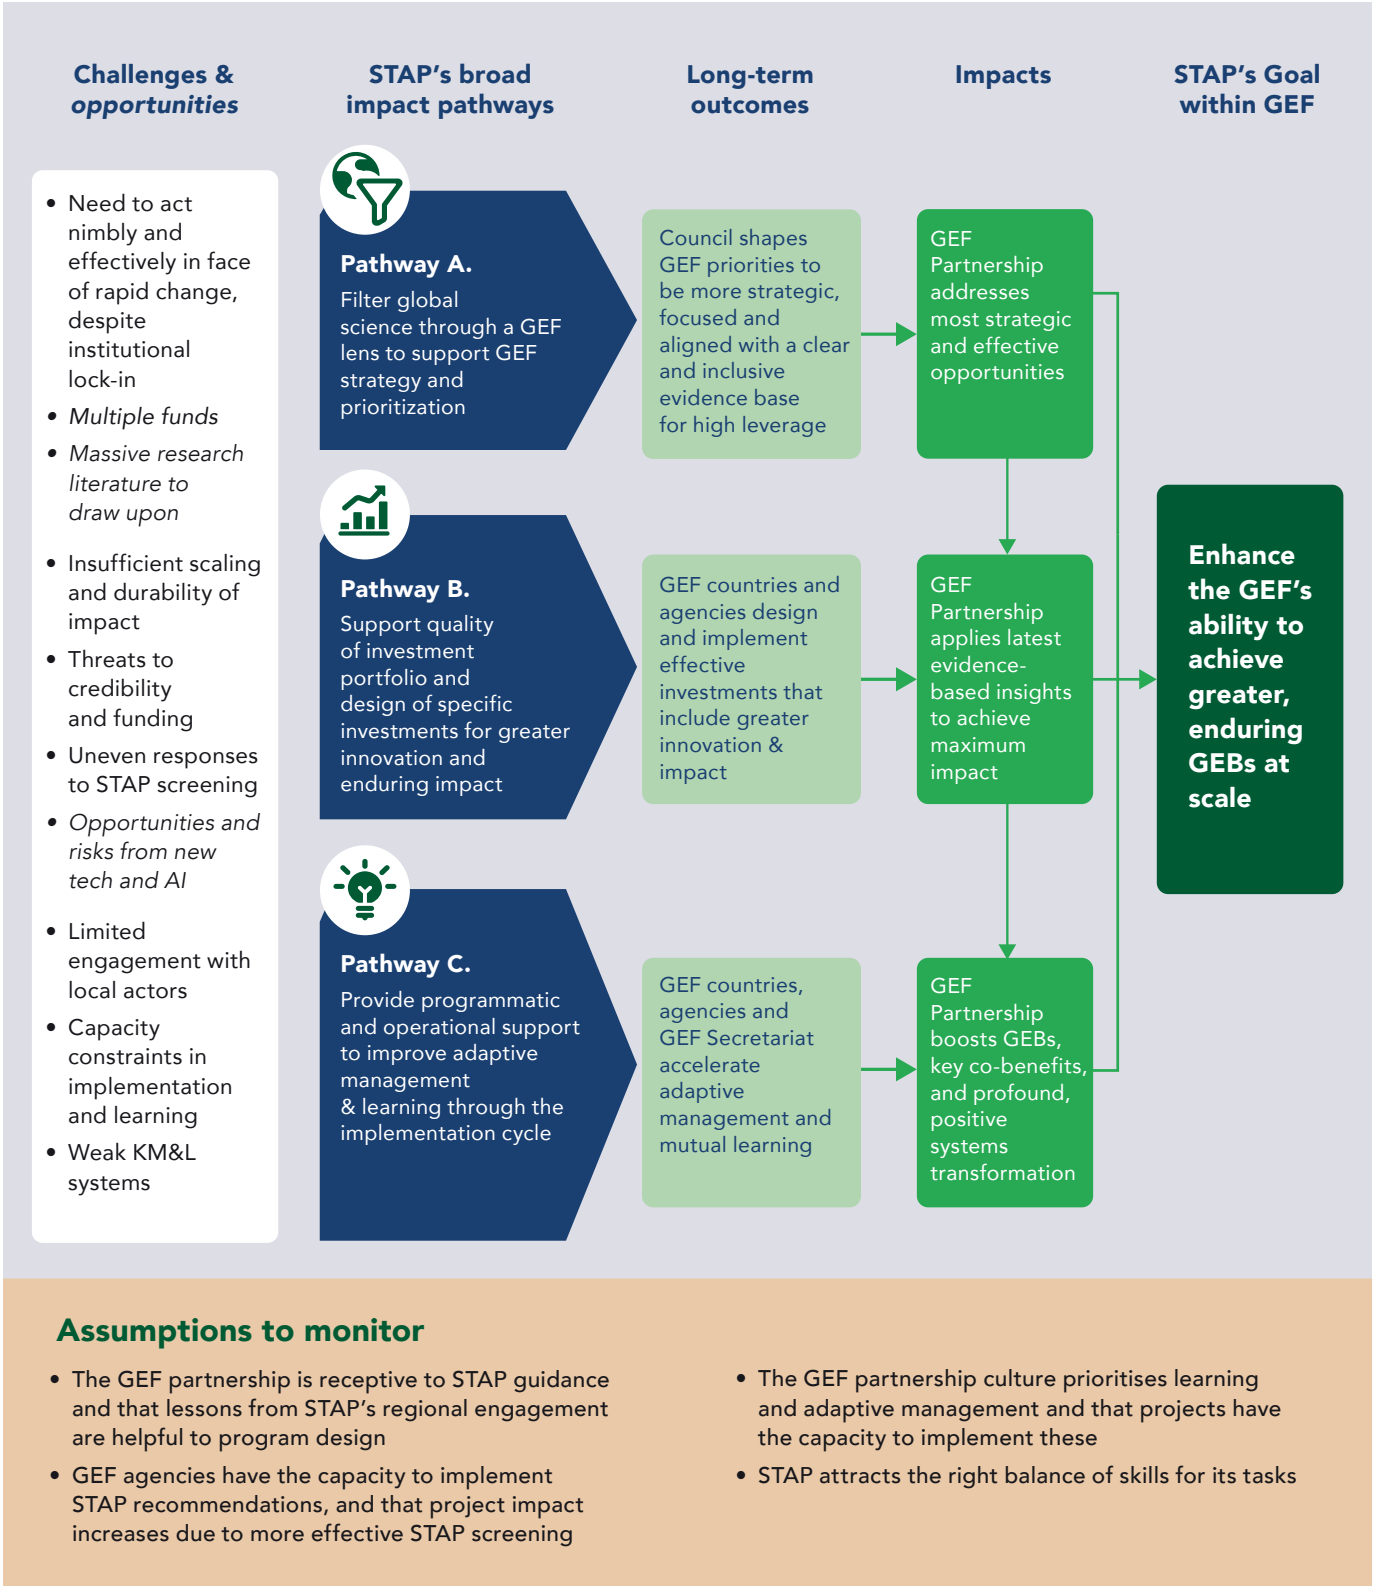 Challenges &
opportunities
STAP’s broad
impact pathways
Long-term
outcomes
Impacts
STAP’s Goal
within GEF
• Need to act
nimbly and
effectively in face
of rapid change,
despite
institutional
lock-in
• Multiple funds
• Massive research
literature to
draw upon
• Insufficient scaling
and durability of
impact
• Threats to
credibility
and funding
• Uneven responses
to STAP screening
• Opportunities and
risks from new
tech and AI
• Limited
engagement with
local actors
• Capacity
constraints in
implementation
and learning
• Weak KM&L
systems
Pathway A.
Filter global
science through a GEF
lens to support GEF
strategy and
prioritization
Council shapes
GEF priorities to
be more strategic,
focused and
aligned with a clear
and inclusive
evidence base
for high leverage
GEF
Partnership
addresses
most strategic
and effective
opportunities
Pathway B.
Support quality
of investment
portfolio and
design of specific
investments for greater
innovation and
enduring impact
GEF countries and
agencies design
and implement
effective
investments that
include greater
innovation &
impact
GEF
Partnership
applies latest
evidence-
based insights
to achieve
maximum
impact
Pathway C.
Provide programmatic
and operational support
to improve adaptive
management
& learning through the
implementation cycle
GEF countries,
agencies and
GEF Secretariat
accelerate
adaptive
management and
mutual learning
GEF
Partnership
boosts GEBs,
key co-benefits,
and profound,
positive
systems
transformation
Enhance
the GEF’s
ability to
achieve
greater,
enduring
GEBs at
scale
Assumptions to monitor
• The GEF partnership is receptive to STAP guidance
and that lessons from STAP’s regional engagement
are helpful to program design
• GEF agencies have the capacity to implement
STAP recommendations, and that project impact
increases due to more effective STAP screening
• The GEF partnership culture prioritises learning
and adaptive management and that projects have
the capacity to implement these
• STAP attracts the right balance of skills for its tasks